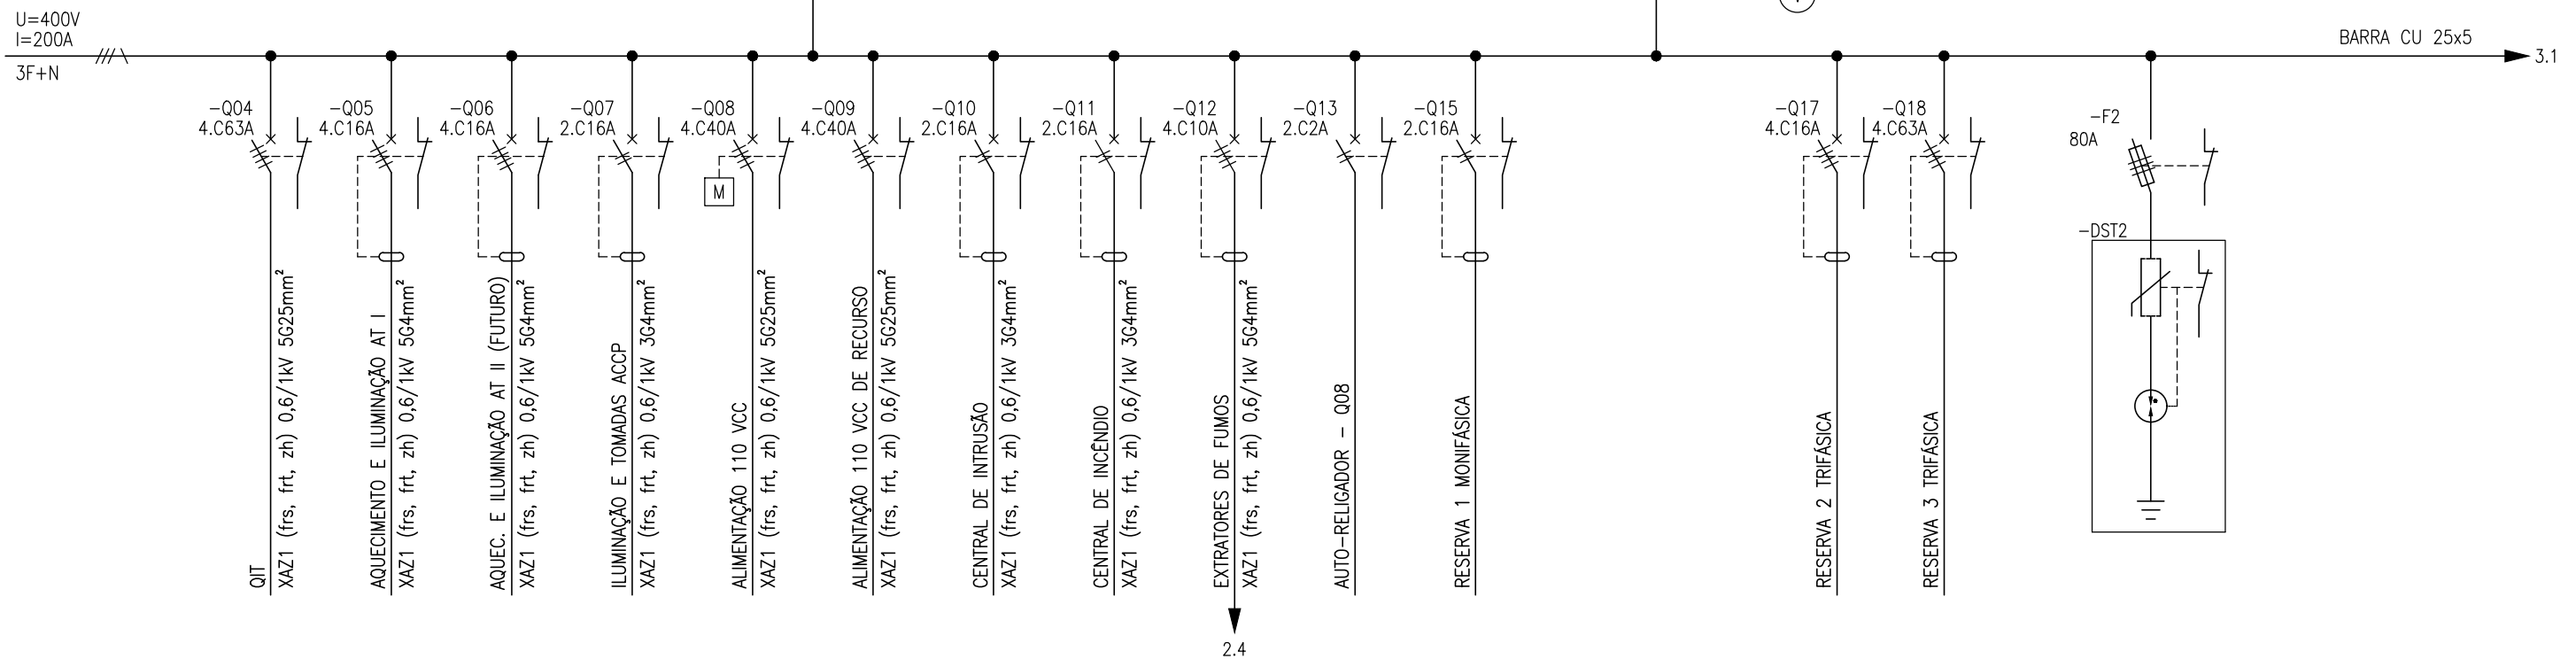 U=400V
I=200A
3F+N
BARRA CU 25x5
3.1
-Q04
4.C63A
-Q05
4.C16A
-Q06
4.C16A
-Q07
2.C16A
-Q08
4.C40A
-Q09
4.C40A
-Q10
2.C16A
-Q11
2.C16A
-Q12
4.C10A
-Q13
2.C2A
-Q15
2.C16A
-Q17
4.C16A
-Q18
4.C63A
-F2
80A
M
-DST2
QIT
XAZ1 (frs, frt, zh) 0,6/1kV 5G25mm²
AQUECIMENTO E ILUMINAÇÃO AT I
XAZ1 (frs, frt, zh) 0,6/1kV 5G4mm²
AQUEC. E ILUMINAÇÃO AT II (FUTURO)
XAZ1 (frs, frt, zh) 0,6/1kV 5G4mm²
ILUMINAÇÃO E TOMADAS ACCP
XAZ1 (frs, frt, zh) 0,6/1kV 3G4mm²
ALIMENTAÇÃO 110 VCC
XAZ1 (frs, frt, zh) 0,6/1kV 5G25mm²
ALIMENTAÇÃO 110 VCC DE RECURSO
XAZ1 (frs, frt, zh) 0,6/1kV 5G25mm²
CENTRAL DE INTRUSÃO
XAZ1 (frs, frt, zh) 0,6/1kV 3G4mm²
CENTRAL DE INCÊNDIO
XAZ1 (frs, frt, zh) 0,6/1kV 3G4mm²
EXTRATORES DE FUMOS
XAZ1 (frs, frt, zh) 0,6/1kV 5G4mm²
AUTO-RELIGADOR - Q08
RESERVA 1 MONIFÁSICA
RESERVA 2 TRIFÁSICA
RESERVA 3 TRIFÁSICA
2.4